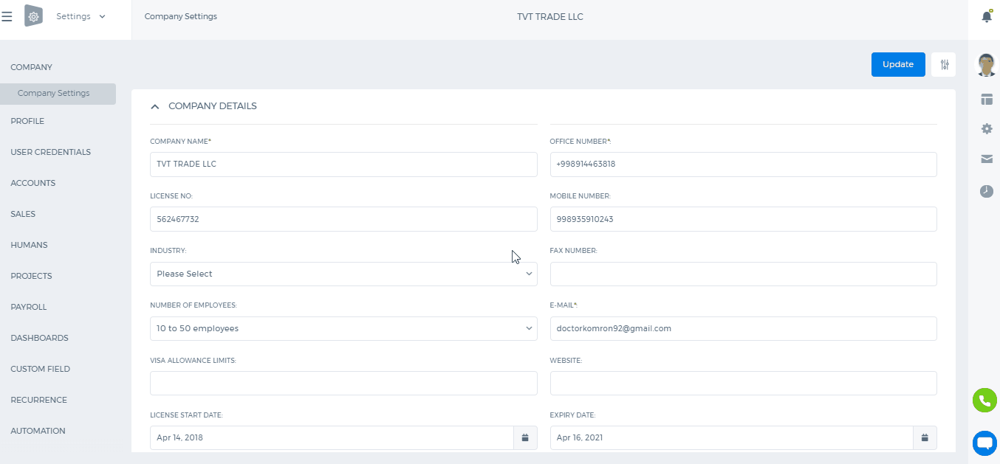 Settings
Company Settings
TVT TRADE LLC
COMPANY
Company Settings
PROFILE
USER CREDENTIALS
ACCOUNTS
SALES
HUMANS
PROJECTS
PAYROLL
DASHBOARDS
CUSTOM FIELD
RECURRENCE
AUTOMATION
Update
COMPANY DETAILS
COMPANY NAME*
TVT TRADE LLC
OFFICE NUMBER*:
+998914463818
LICENSE NO:
562467732
MOBILE NUMBER:
998935910243
INDUSTRY:
Please Select
FAX NUMBER:
NUMBER OF EMPLOYEES:
10 to 50 employees
E-MAIL*:
doctorkomron92@gmail.com
VISA ALLOWANCE LIMITS:
WEBSITE:
LICENSE START DATE:
Apr 14, 2018
EXPIRY DATE:
Apr 16, 2021